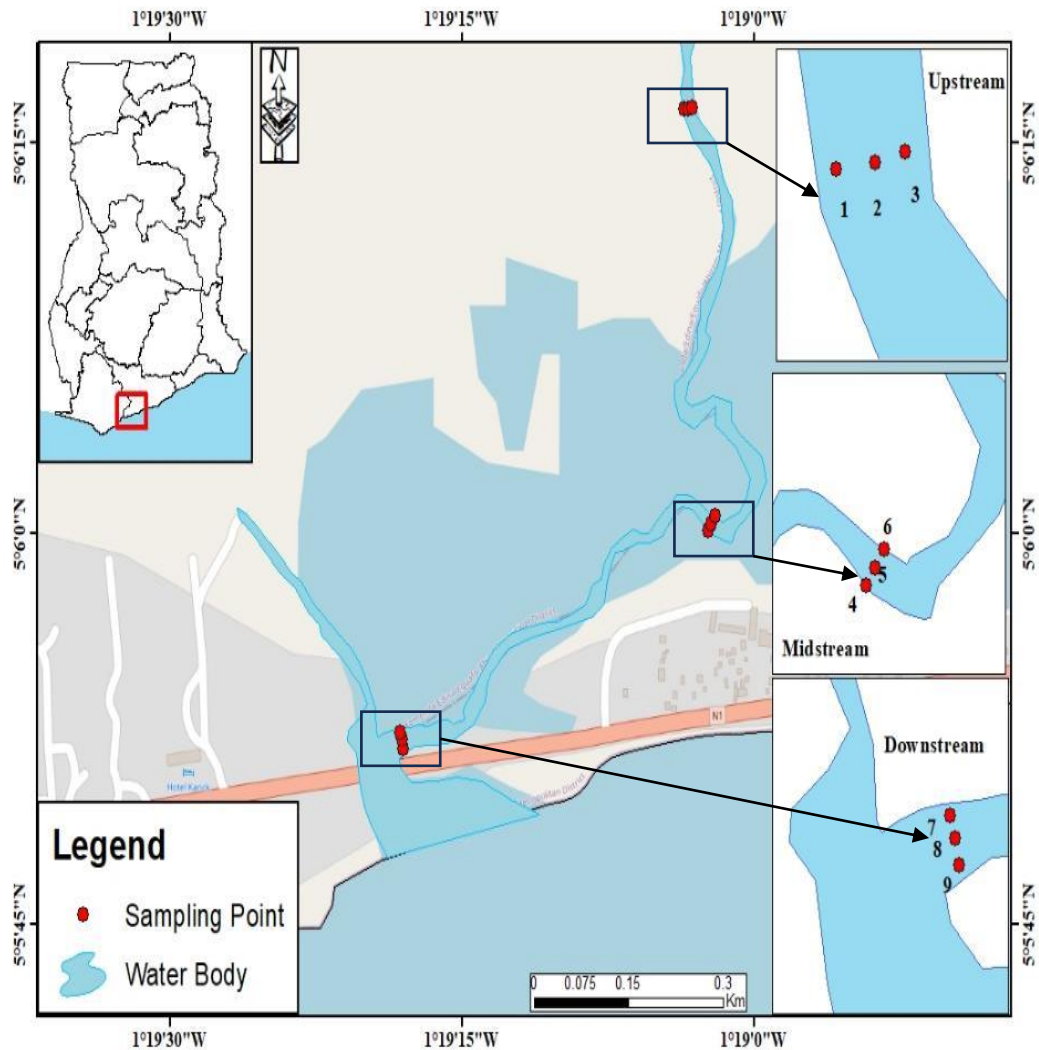 1°19'30"W 1°19'15"W 1°19'0"W
N
5°6'15"N
5°6'15"N
Upstream
1 2 3
5°6'0"N
5°6'0"N
6
5
4
Midstream
N1
Hotel Kanok
Downstream
7
8
9
Legend
Sampling Point
Water Body
5°5'45"N
5°5'45"N
0 0.075 0.15 0.3
Km
1°19'30"W 1°19'15"W 1°19'0"W